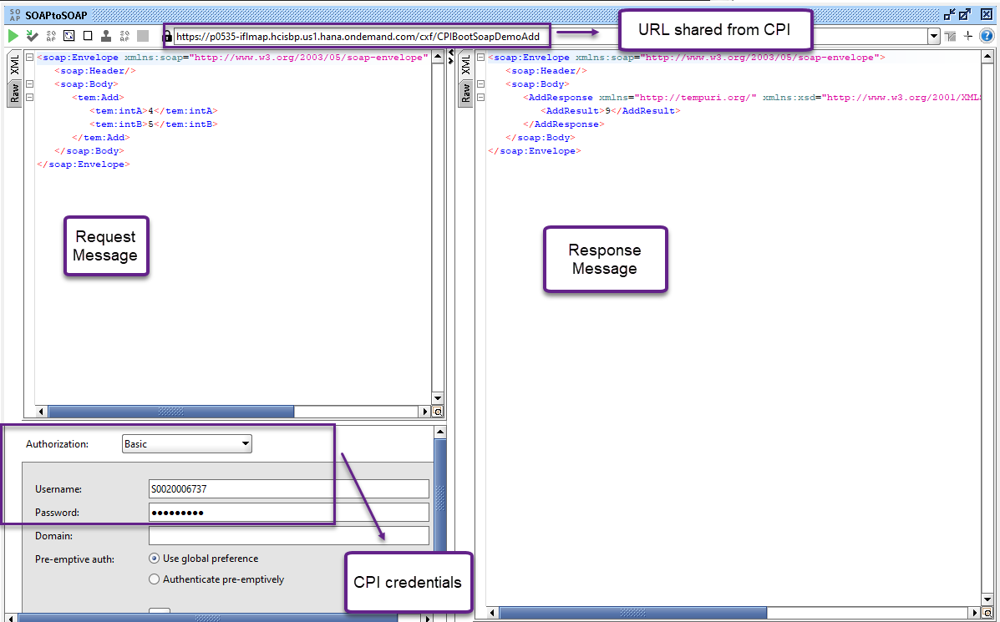 SO
AP SOAPtoSOAP
https://p0535-iflmap.hcisbp.us1.hana.ondemand.com/cxf/CPIBootSoapDemoAdd
URL shared from CPI
XML
Raw
<soap:Envelope xmlns:soap="http://www.w3.org/2003/05/soap-envelope"
<soap:Header/>
<soap:Body>
<tem:Add>
<tem:intA>4</tem:intA>
<tem:intB>5</tem:intB>
</tem:Add>
</soap:Body>
</soap:Envelope>
Request
Message
XML
Raw
<soap:Envelope xmlns:soap="http://www.w3.org/2003/05/soap-envelope">
<soap:Header/>
<soap:Body>
<AddResponse xmlns="http://tempuri.org/" xmlns:xsd="http://www.w3.org/2001/XML
<AddResult>9</AddResult>
</AddResponse>
</soap:Body>
</soap:Envelope>
Response
Message
Authorization: Basic
Username: S0020006737
Password: ●●●●●●●●●
Domain:
Pre-emptive auth: Use global preference
Authenticate pre-emptively
CPI credentials